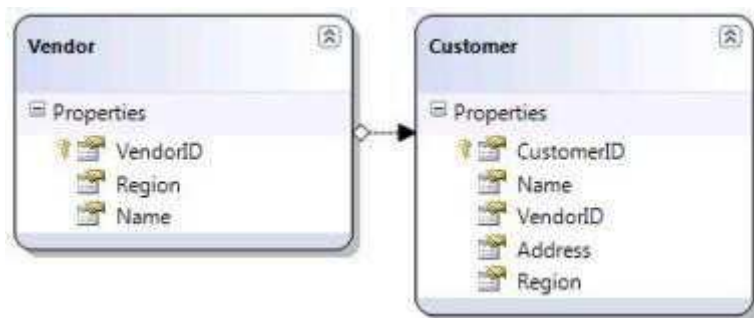 Vendor
Properties
VendorID
Region
Name
Customer
Properties
CustomerID
Name
VendorID
Address
Region